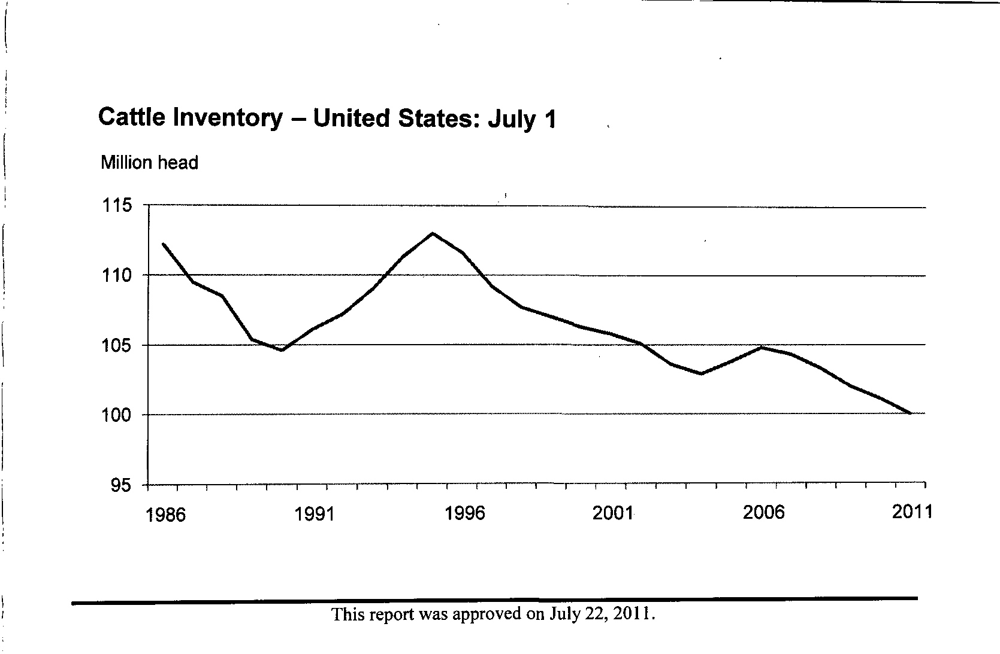 Cattle Inventory – United States: July 1
Million head
115
110
105
100
95
1986 1991 1996 2001 2006 2011
This report was approved on July 22, 2011.